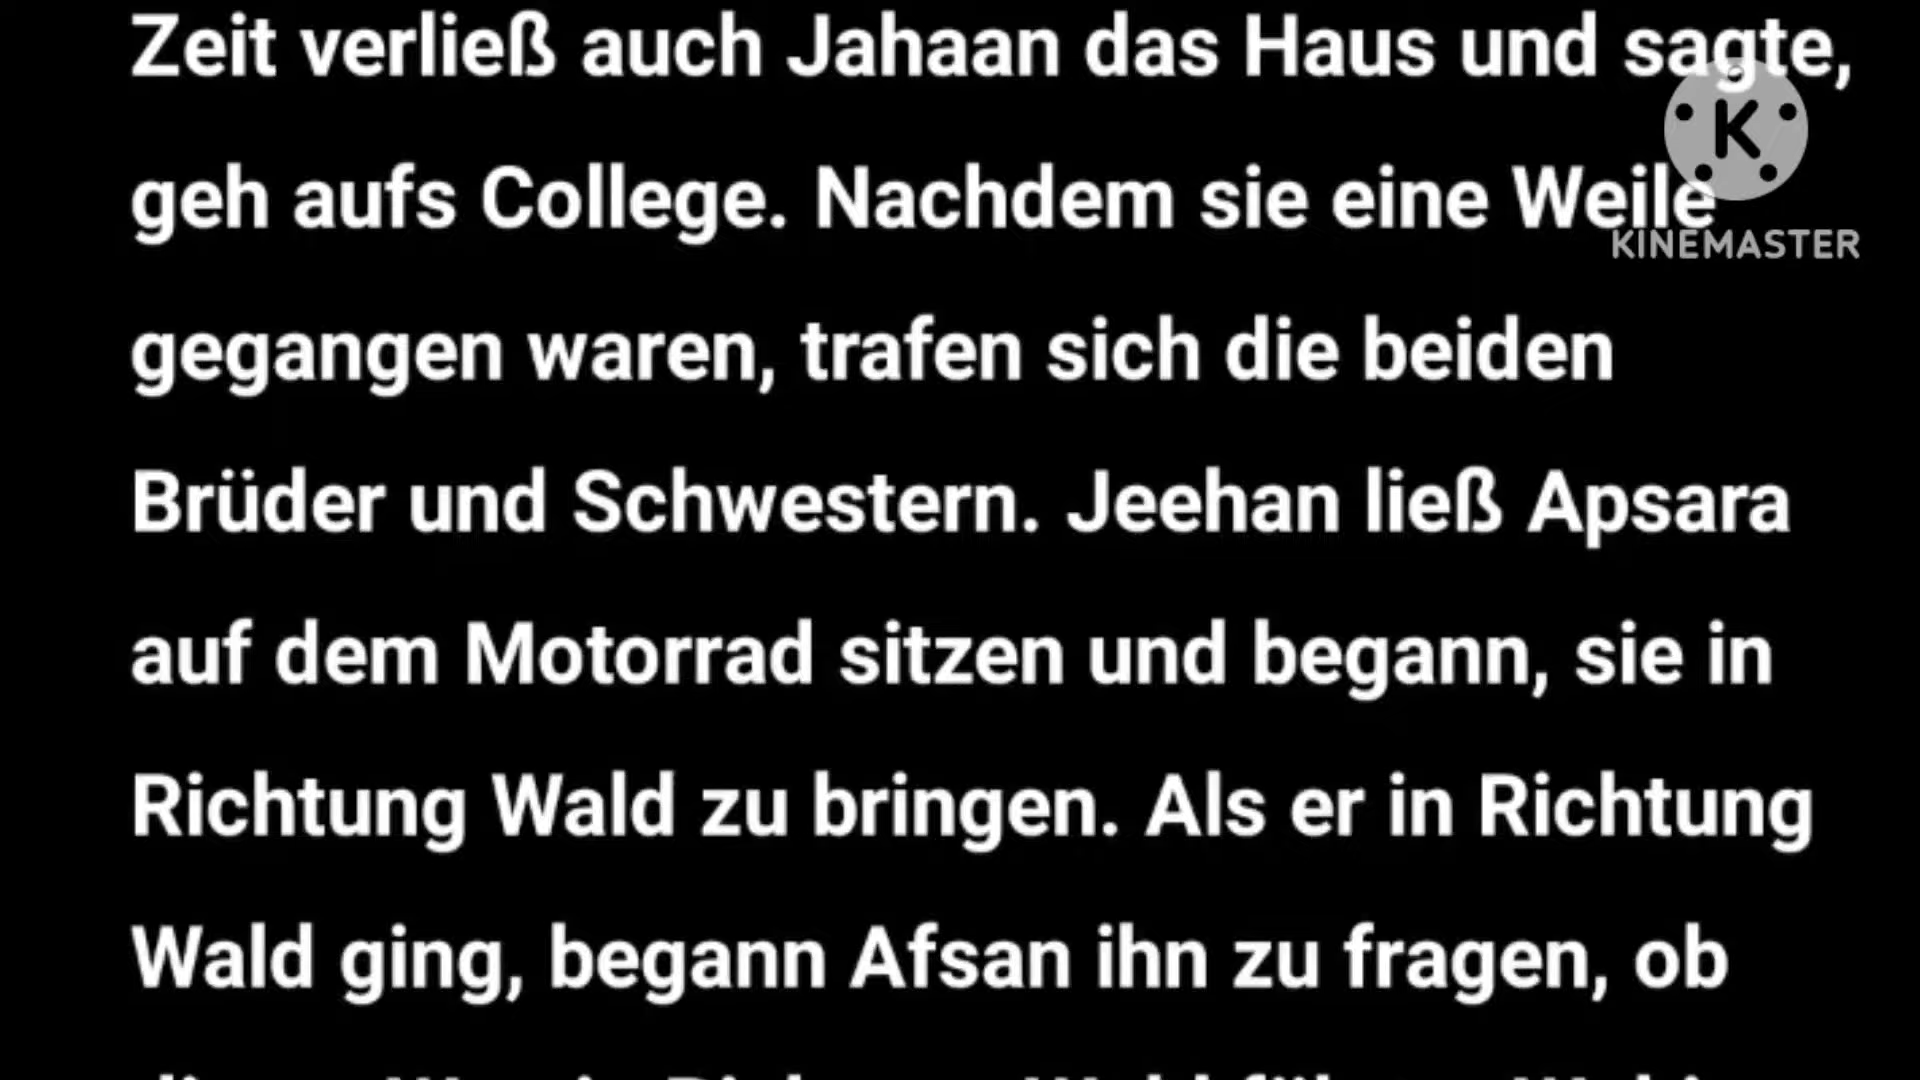 Zeit verließ auch Jahaan das Haus und sagte,
geh aufs College. Nachdem sie eine Weile
KINEMASTER
gegangen waren, trafen sich die beiden
Brüder und Schwestern. Jeehan ließ Apsara
auf dem Motorrad sitzen und begann, sie in
Richtung Wald zu bringen. Als er in Richtung
Wald ging, begann Afsan ihn zu fragen, ob